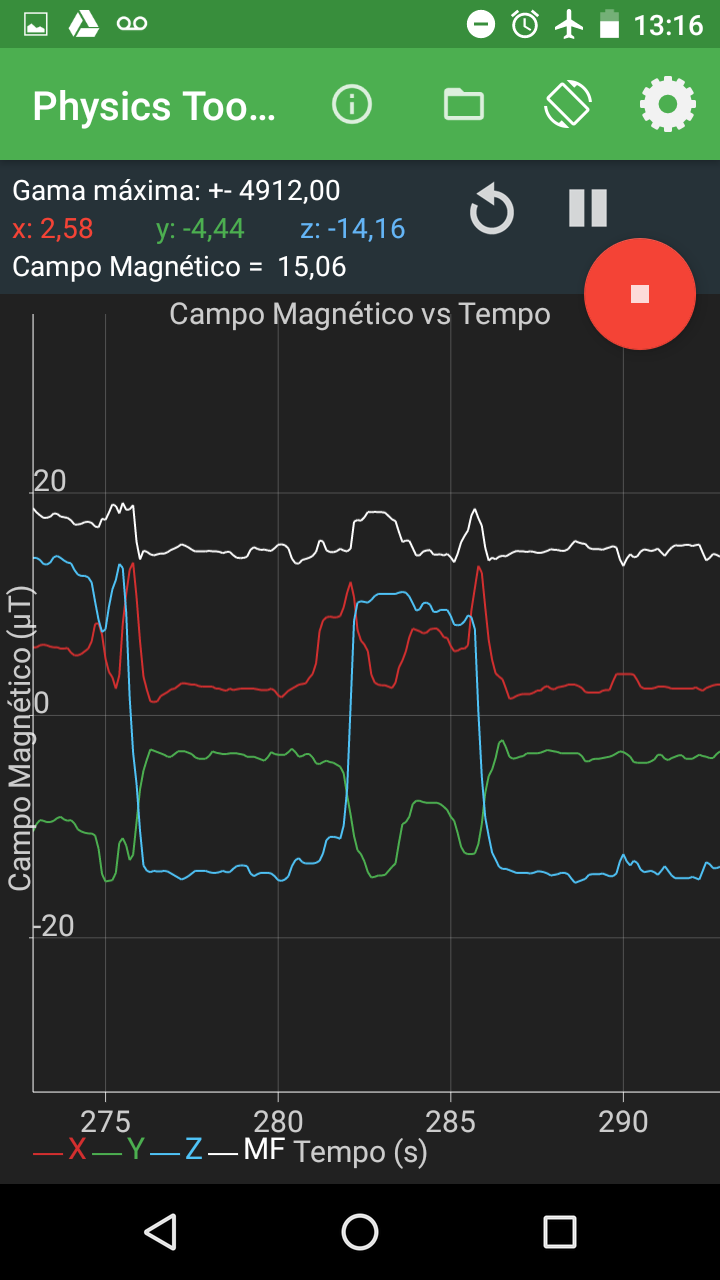 13:16
Physics Too...
Gama máxima: +- 4912,00
x: 2,58 y: -4,44 z: -14,16
Campo Magnético = 15,06
Campo Magnético vs Tempo
20
0
-20
Campo Magnético (µT)
275 280 285 290
X Y Z MF Tempo (s)